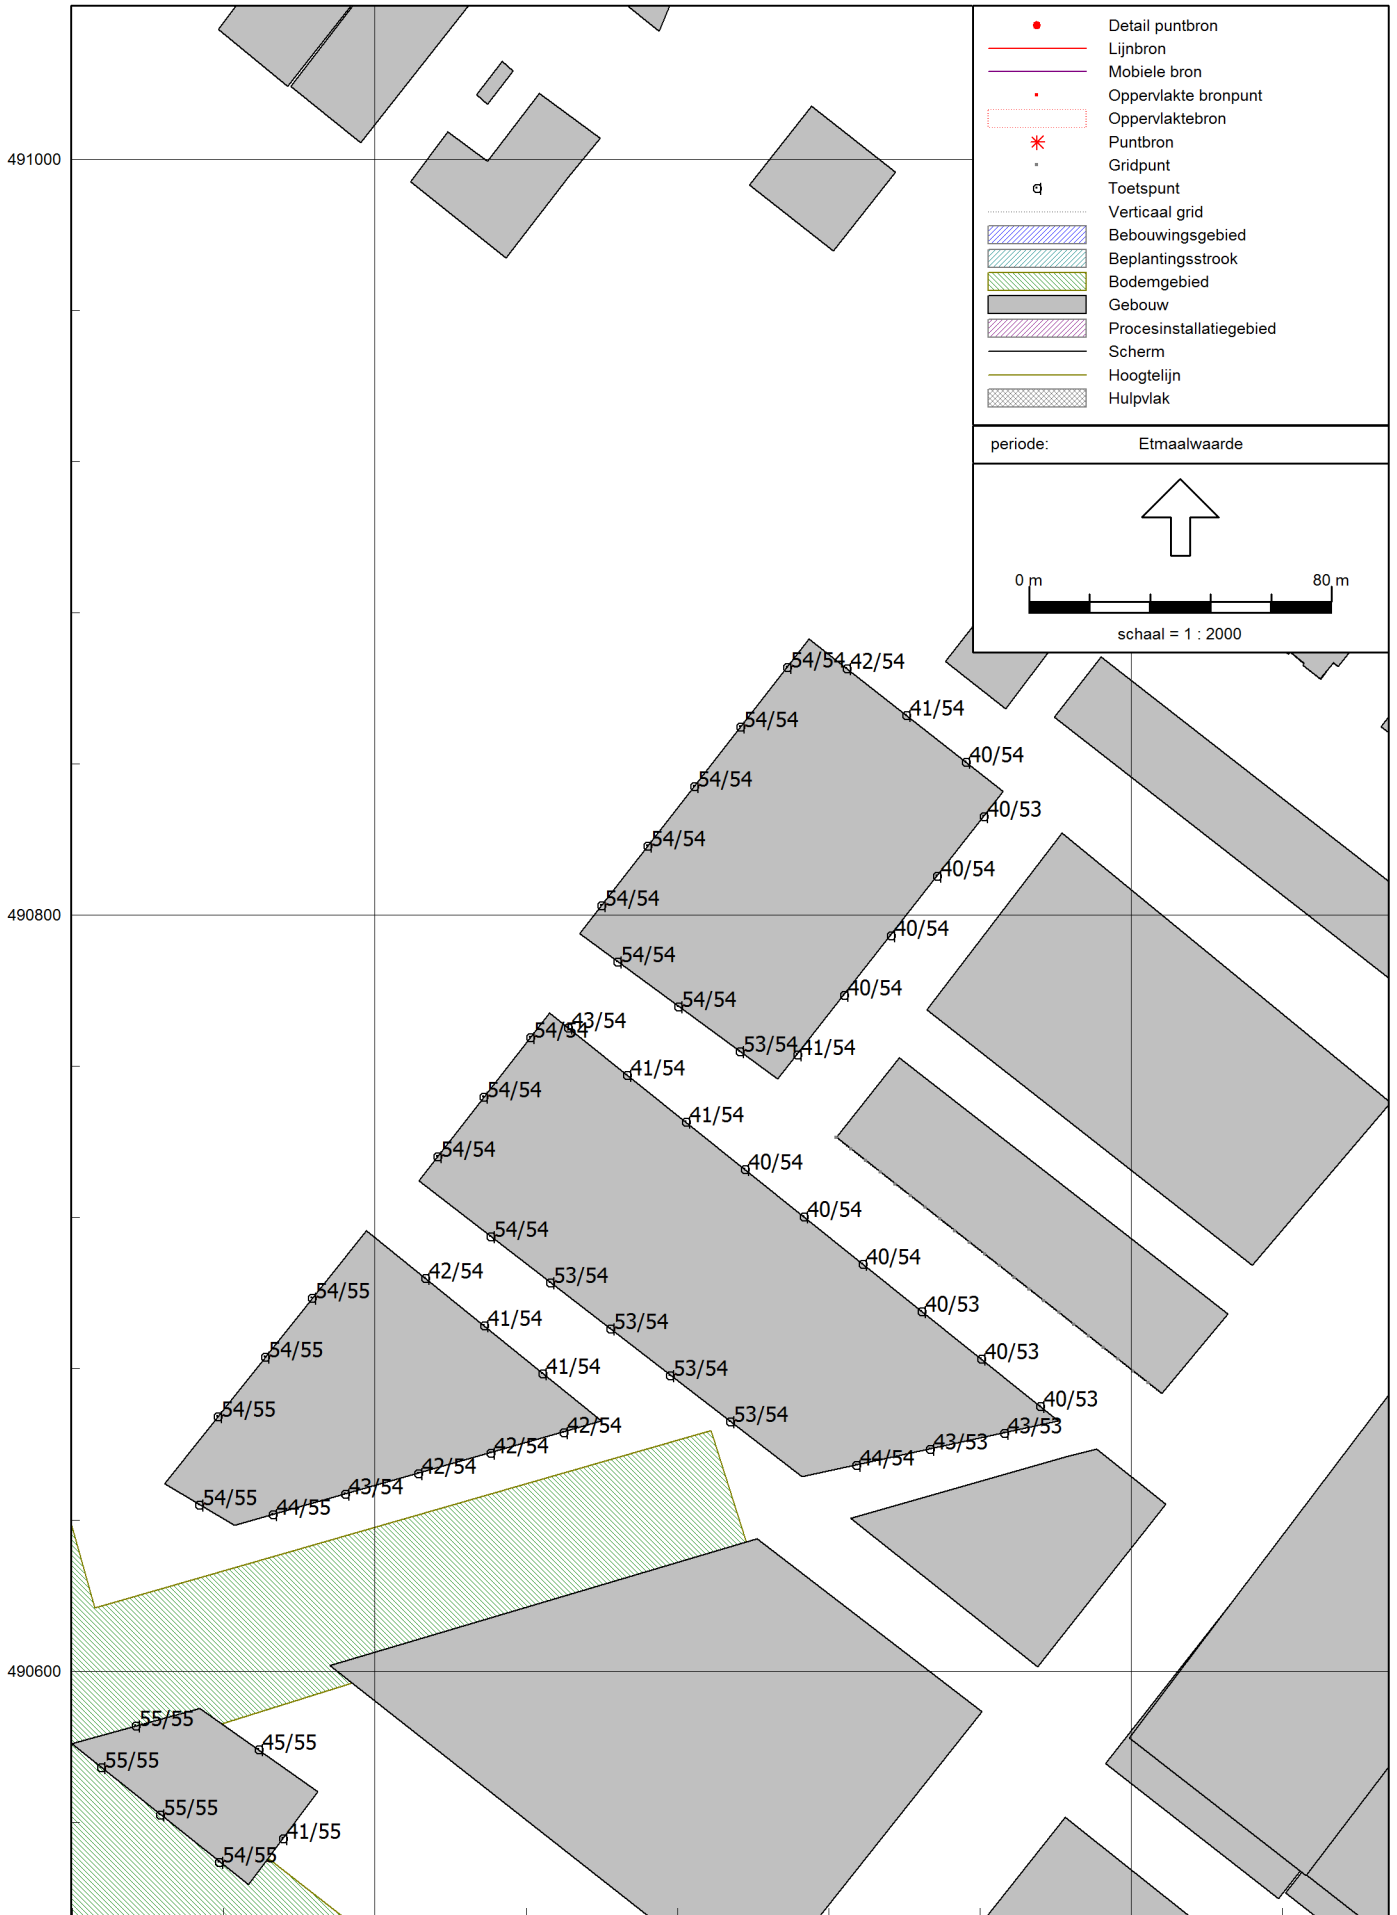 Detail puntbron
Lijnbron
Mobiele bron
Oppervlakte bronpunt
Oppervlaktebron
Puntbron
Gridpunt
Toetspunt
Verticaal grid
Bebouwingsgebied
Beplantingsstrook
Bodemgebied
Gebouw
Procesinstallatiegebied
Scherm
Hoogtelijn
Hulpvlak
periode: Etmaalwaarde
0 m 80 m
schaal = 1 : 2000
491000
54/54 42/54
41/54
54/54
40/54
54/54
40/53
54/54
40/54
54/54
490800
40/54
54/54
40/54
54/54
43/54
54/54
53/54 41/54
41/54
54/54
41/54
54/54
40/54
40/54
54/54
40/54
42/54
53/54
54/55
40/53
41/54
53/54
54/55
40/53
41/54
53/54
40/53
54/55
53/54
42/54
43/53
42/54
43/53
42/54
44/54
43/54
54/55
44/55
490600
55/55
45/55
55/55
55/55
41/55
54/55